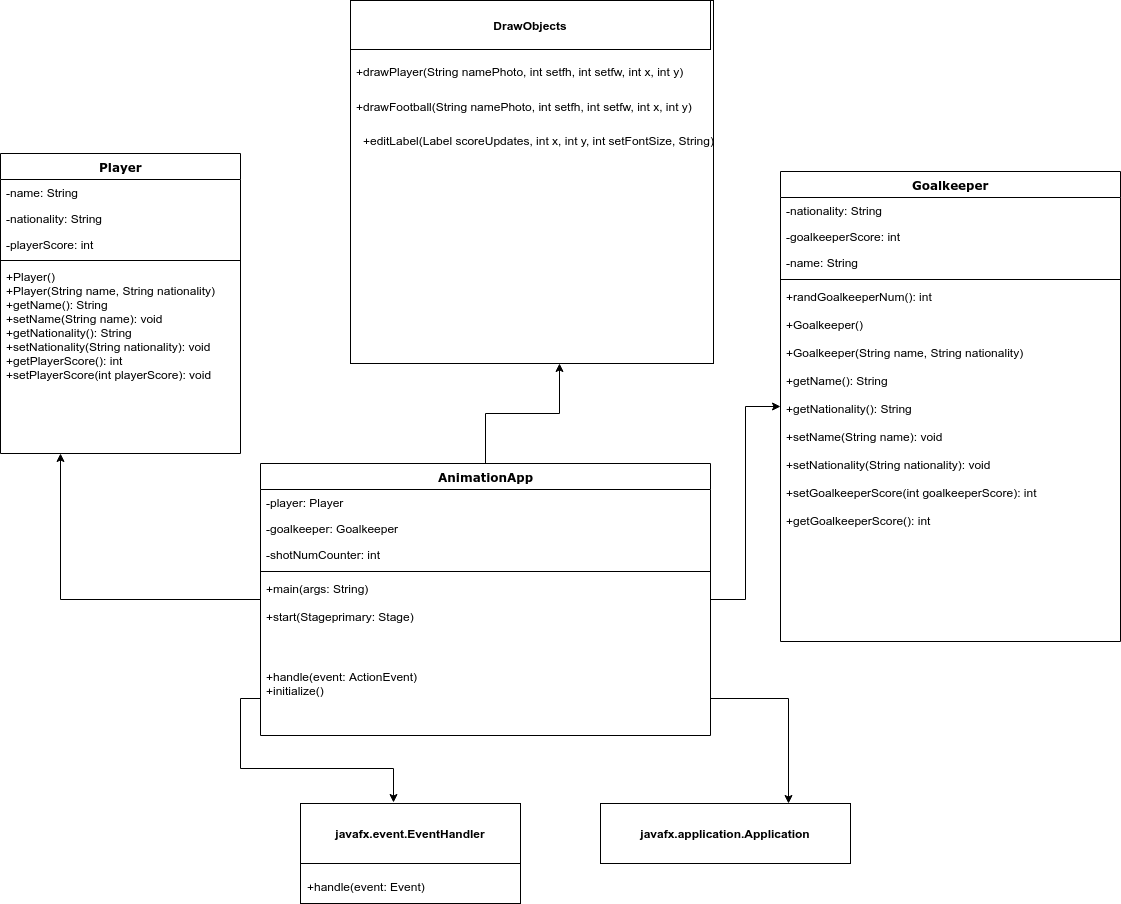 DrawObjects
+drawPlayer(String namePhoto, int setfh, int setfw, int x, int y)
+drawFootball(String namePhoto, int setfh, int setfw, int x, int y)
+editLabel(Label scoreUpdates, int x, int y, int setFontSize, String)
Player
-name: String
-nationality: String
-playerScore: int
+Player()
+Player(String name, String nationality)
+getName(): String
+setName(String name): void
+getNationality(): String
+setNationality(String nationality): void
+getPlayerScore(): int
+setPlayerScore(int playerScore): void
Goalkeeper
-nationality: String
-goalkeeperScore: int
-name: String
+randGoalkeeperNum(): int
+Goalkeeper()
+Goalkeeper(String name, String nationality)
+getName(): String
+getNationality(): String
+setName(String name): void
+setNationality(String nationality): void
+setGoalkeeperScore(int goalkeeperScore): int
+getGoalkeeperScore(): int
AnimationApp
-player: Player
-goalkeeper: Goalkeeper
-shotNumCounter: int
+main(args: String)
+start(Stageprimary: Stage)
+handle(event: ActionEvent)
+initialize()
javafx.event.EventHandler
+handle(event: Event)
javafx.application.Application